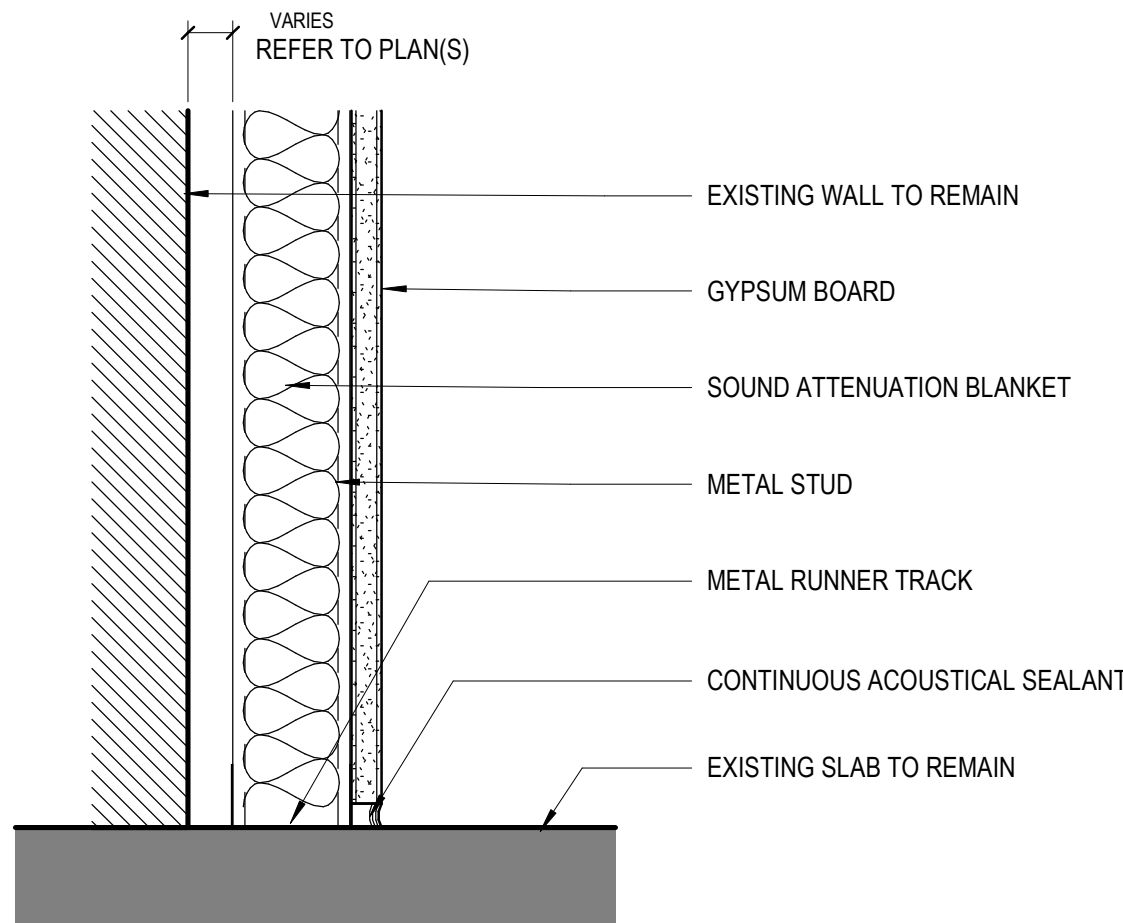 VARIES
REFER TO PLAN(S)
EXISTING WALL TO REMAIN
GYPSUM BOARD
SOUND ATTENUATION BLANKET
METAL STUD
METAL RUNNER TRACK
CONTINUOUS ACOUSTICAL SEALANT
EXISTING SLAB TO REMAIN